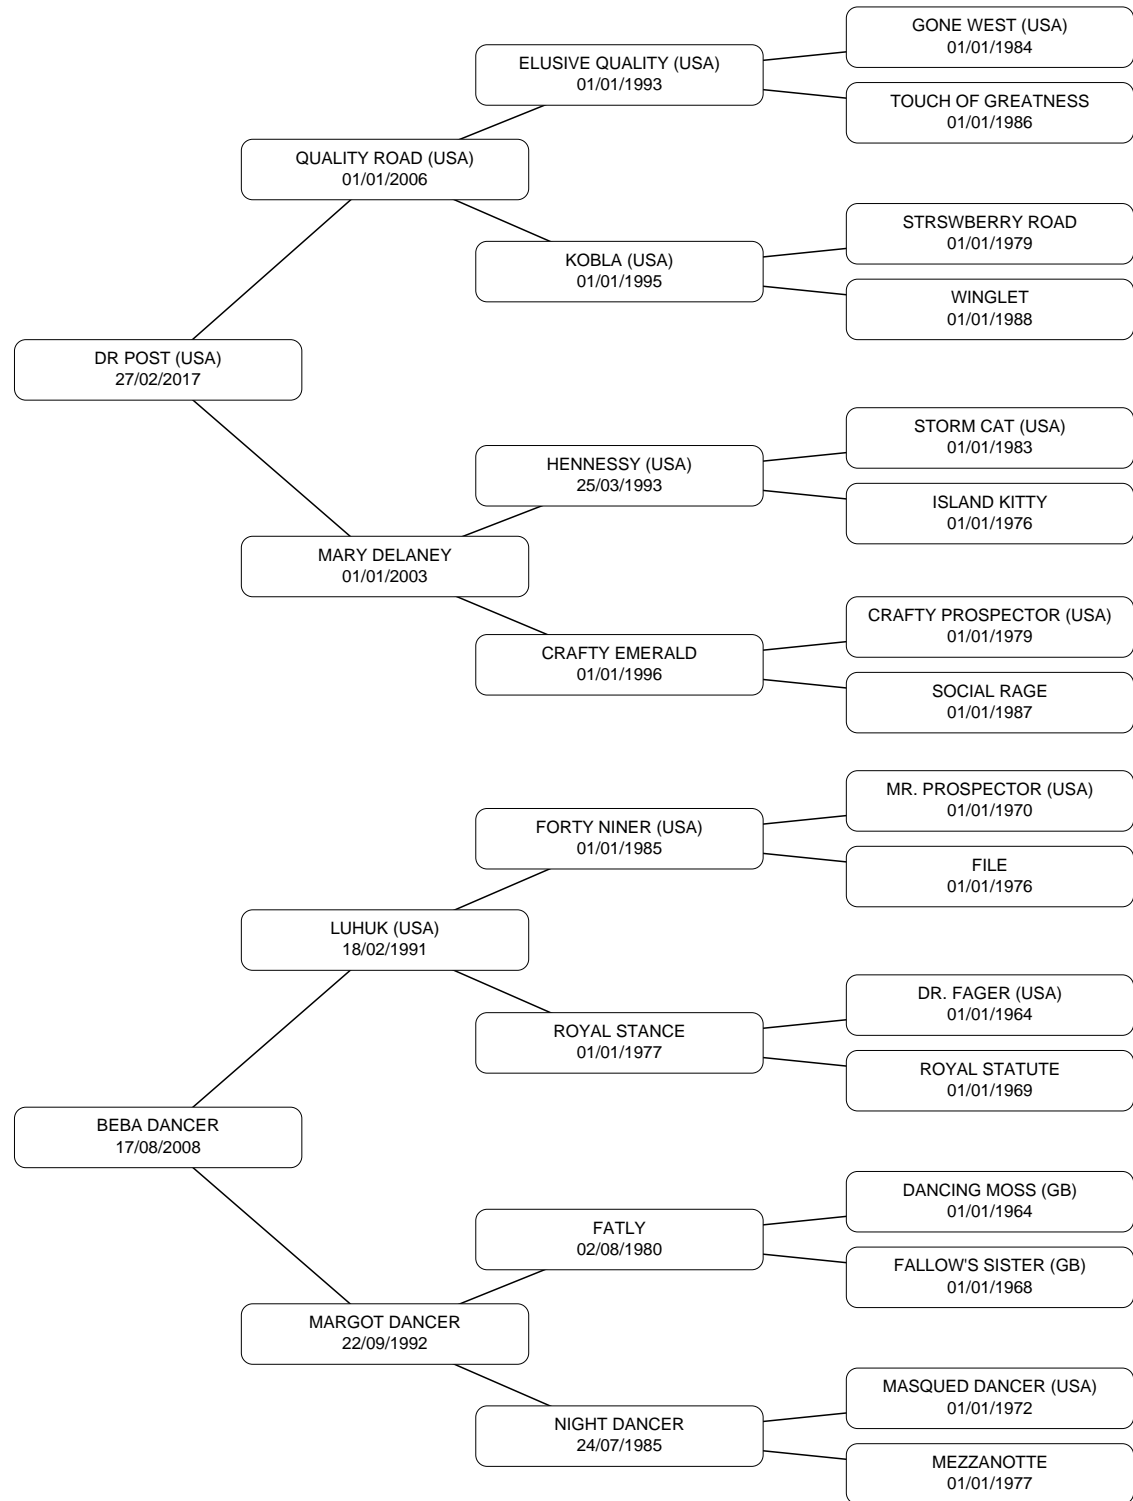 GONE WEST (USA)
01/01/1984
ELUSIVE QUALITY (USA)
01/01/1993
TOUCH OF GREATNESS
01/01/1986
QUALITY ROAD (USA)
01/01/2006
STRSWBERRY ROAD
01/01/1979
KOBLA (USA)
01/01/1995
WINGLET
01/01/1988
DR POST (USA)
27/02/2017
STORM CAT (USA)
01/01/1983
HENNESSY (USA)
25/03/1993
ISLAND KITTY
01/01/1976
MARY DELANEY
01/01/2003
CRAFTY PROSPECTOR (USA)
01/01/1979
CRAFTY EMERALD
01/01/1996
SOCIAL RAGE
01/01/1987
MR. PROSPECTOR (USA)
01/01/1970
FORTY NINER (USA)
01/01/1985
FILE
01/01/1976
LUHUK (USA)
18/02/1991
DR. FAGER (USA)
01/01/1964
ROYAL STANCE
01/01/1977
ROYAL STATUTE
01/01/1969
BEBA DANCER
17/08/2008
DANCING MOSS (GB)
01/01/1964
FATLY
02/08/1980
FALLOW'S SISTER (GB)
01/01/1968
MARGOT DANCER
22/09/1992
MASQUED DANCER (USA)
01/01/1972
NIGHT DANCER
24/07/1985
MEZZANOTTE
01/01/1977